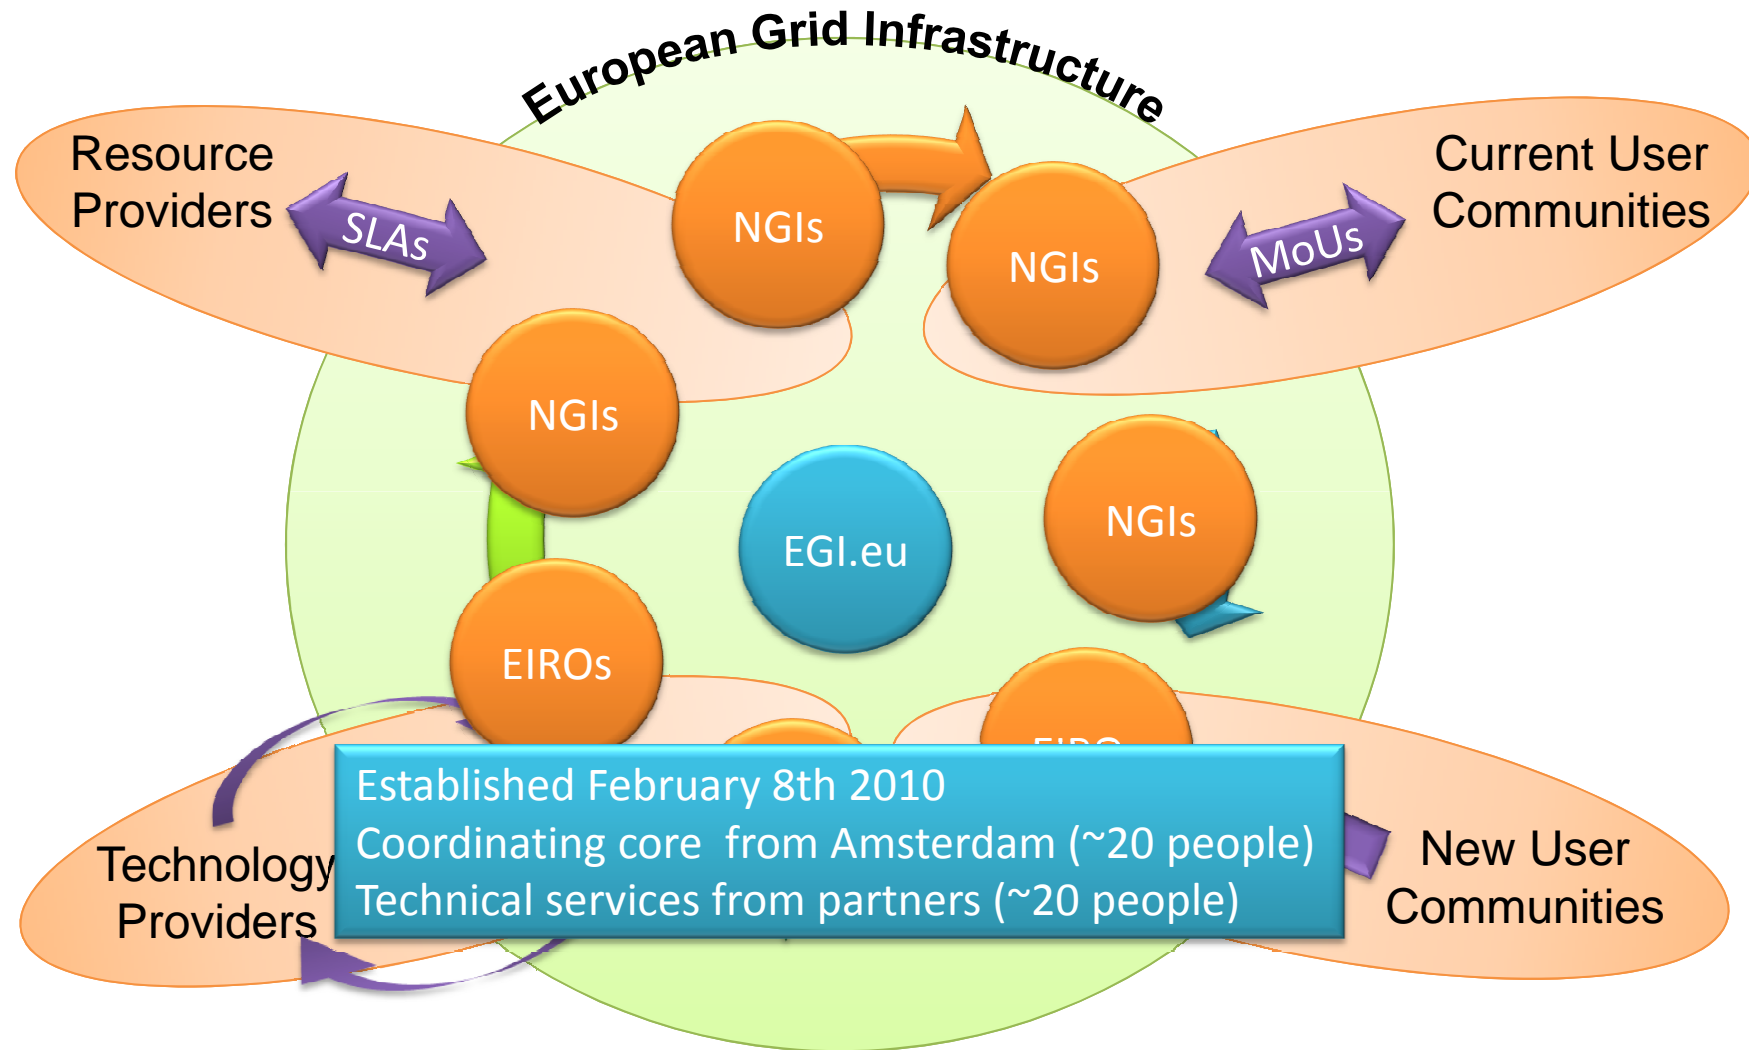 European Grid Infrastructure
Resource
Providers
SLAs
NGIs
NGIs
MoUs
Current User
Communities
NGIs
NGIs
EGI.eu
EIROs
Established February 8th 2010
Coordinating core  from Amsterdam (~20 people)
Technical services from partners (~20 people)
Technology
Providers
New User
Communities